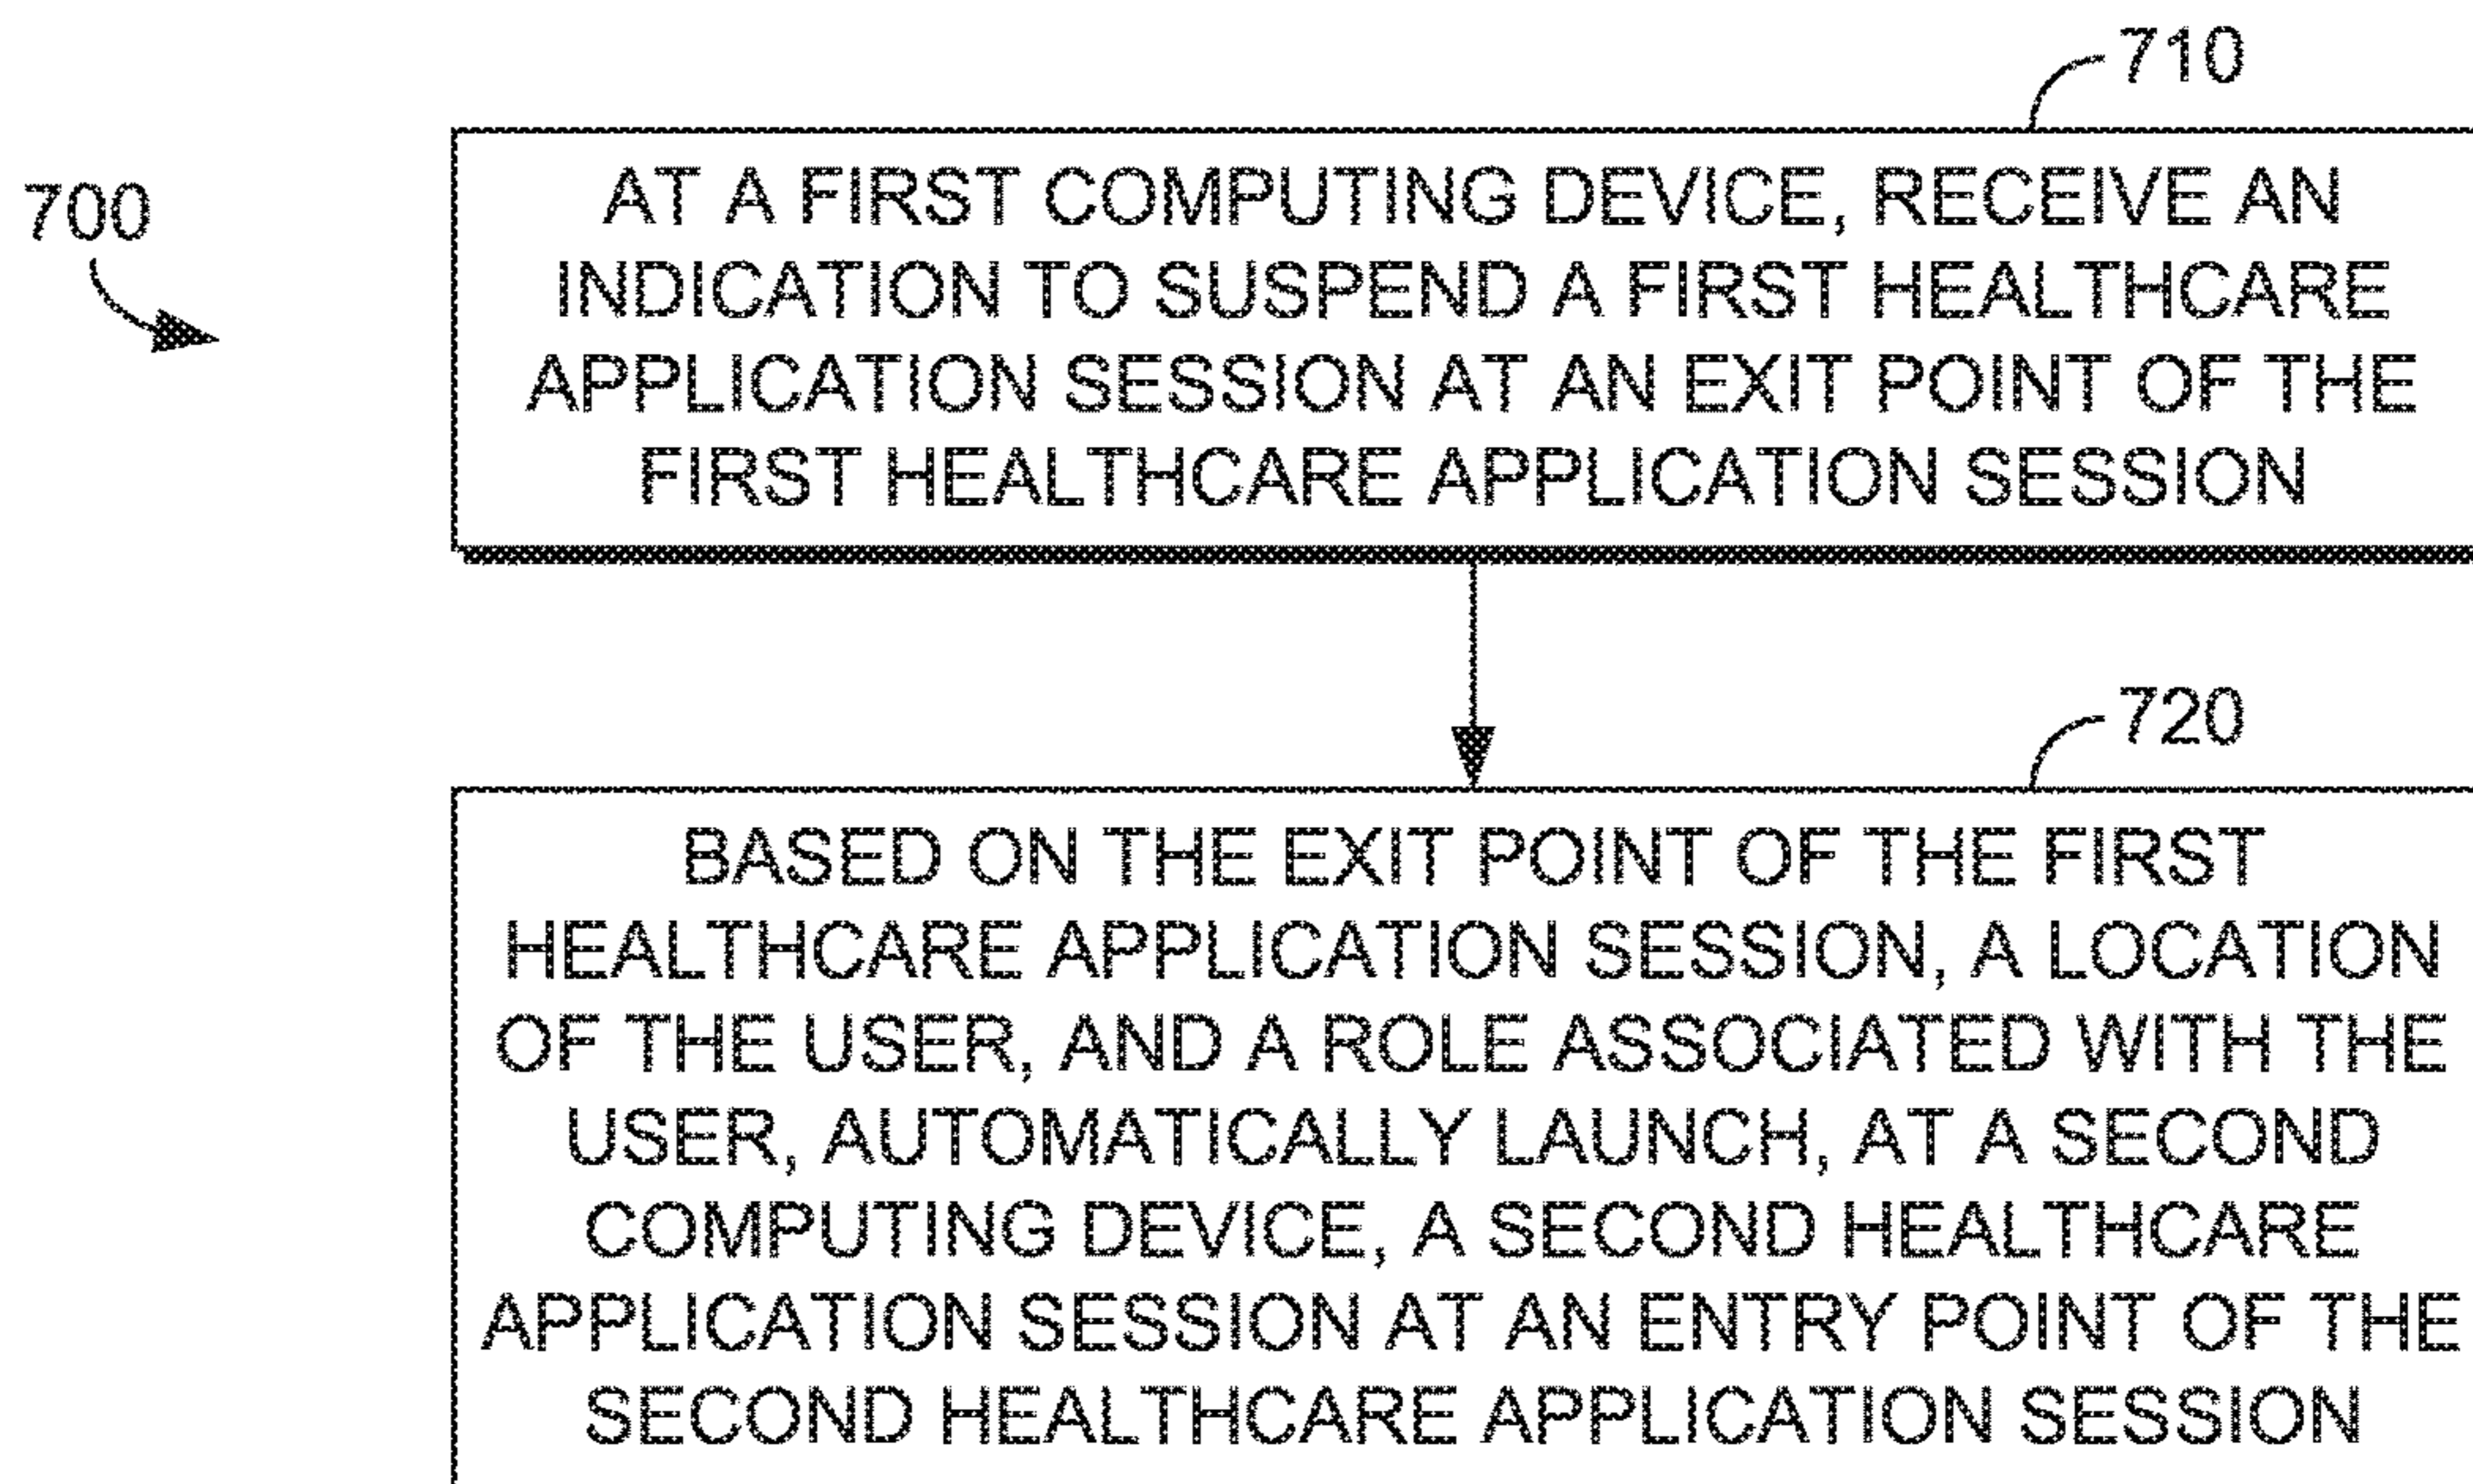 710
700
AT A FIRST COMPUTING DEVICE, RECEIVE AN
INDICATION TO SUSPEND A FIRST HEALTHCARE
APPLICATION SESSION AT AN EXIT POINT OF THE
FIRST HEALTHCARE APPLICATION SESSION
720
BASED ON THE EXIT POINT OF THE FIRST
HEALTHCARE APPLICATION SESSION, A LOCATION
OF THE USER, AND A ROLE ASSOCIATED WITH THE
USER, AUTOMATICALLY LAUNCH, AT A SECOND
COMPUTING DEVICE, A SECOND HEALTHCARE
APPLICATION SESSION AT AN ENTRY POINT OF THE
SECOND HEALTHCARE APPLICATION SESSION